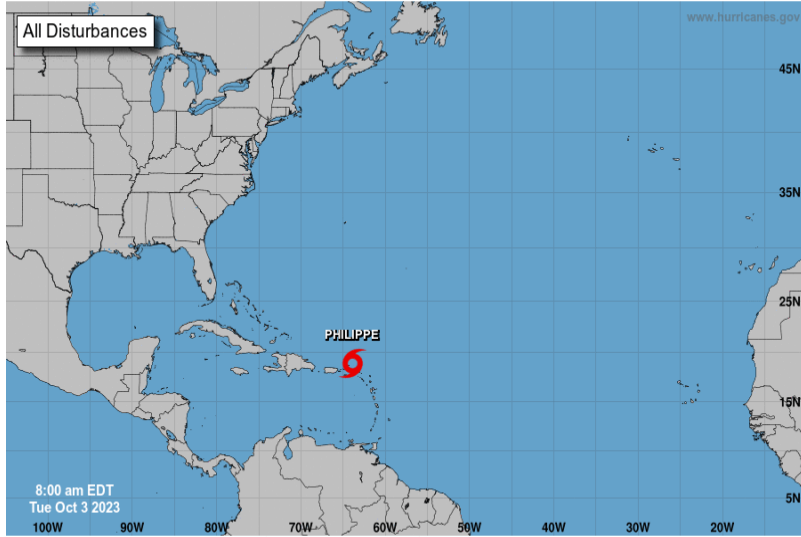 All Disturbances
www.hurricanes.gov
45N
35N
25N
PHILIPPE
15N
5N
8:00 am EDT
Tue Oct 3 2023
100W 90W 80W 70W 60W 50W 40W 30W 20W